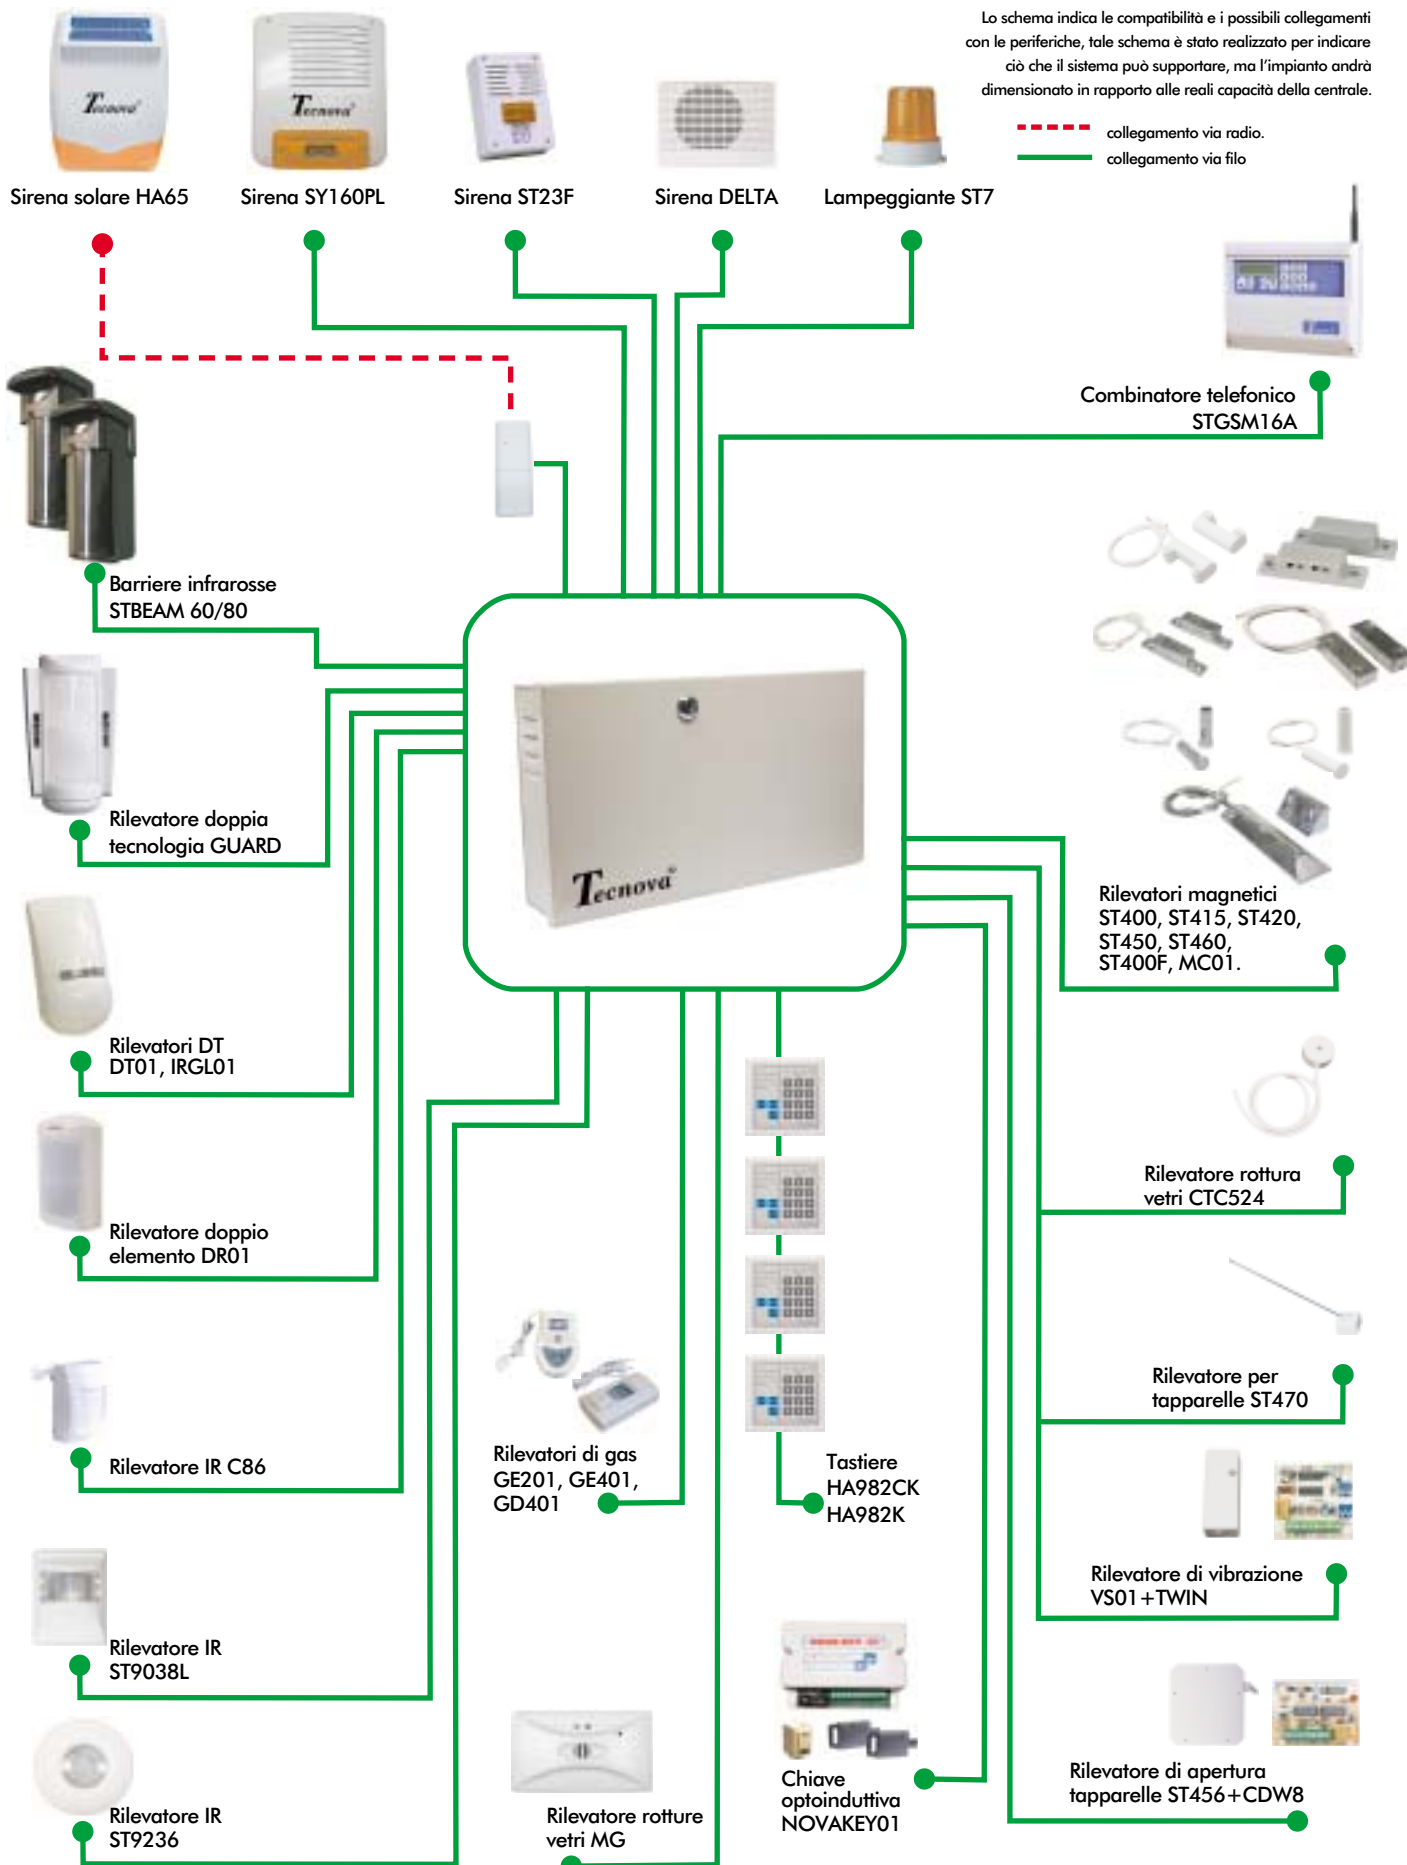 Lo schema indica le compatibilità e i possibili collegamenti
con le periferiche, tale schema è stato realizzato per indicare
ciò che il sistema può supportare, ma l'impianto andrà
dimensionato in rapporto alle reali capacità della centrale.
collegamento via radio.
collegamento via filo
Tecnova
Tecnova
Sirena solare HA65
Sirena SY160PL
Sirena ST23F
Sirena DELTA
Lampeggiante ST7
Combinatore telefonico
STGSM16A
Barriere infrarosse
STBEAM 60/80
Rilevatore doppia
tecnologia GUARD
Tecnova
Rilevatori magnetici
ST400, ST415, ST420,
ST450, ST460,
ST400F, MC01.
Rilevatori DT
DT01, IRGL01
Rilevatore rottura
vetri CTC524
Rilevatore doppio
elemento DR01
Rilevatore per
tapparelle ST470
Rilevatore IR C86
Rilevatori di gas
GE201, GE401,
GD401
Tastiere
HA982CK
HA982K
Rilevatore di vibrazione
VS01+TWIN
Rilevatore IR
ST9038L
Rilevatore di apertura
tapparelle ST456+CDW8
Chiave
optoinduttiva
NOVAKEY01
Rilevatore IR
ST9236
Rilevatore rotture
vetri MG